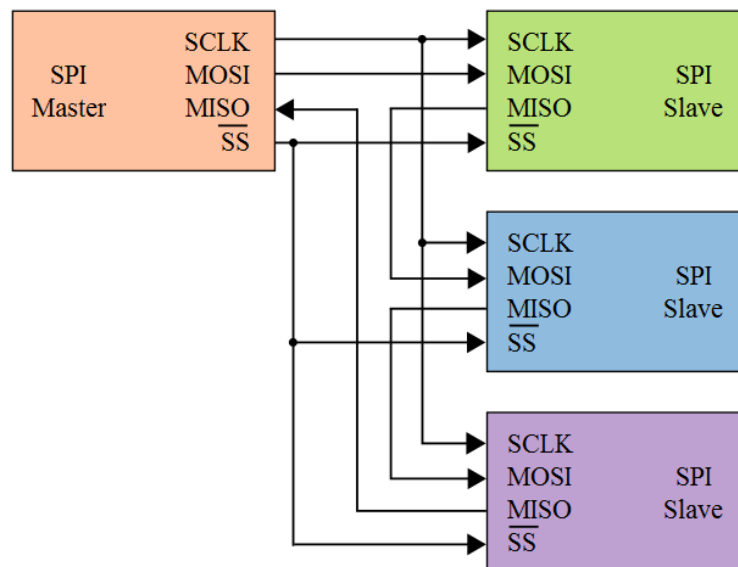 SCLK
SPI MOSI
Master MISO
SS
SCLK
MOSI SPI
MISO Slave
SS
SCLK
MOSI SPI
MISO Slave
SS
SCLK
MOSI SPI
MISO Slave
SS